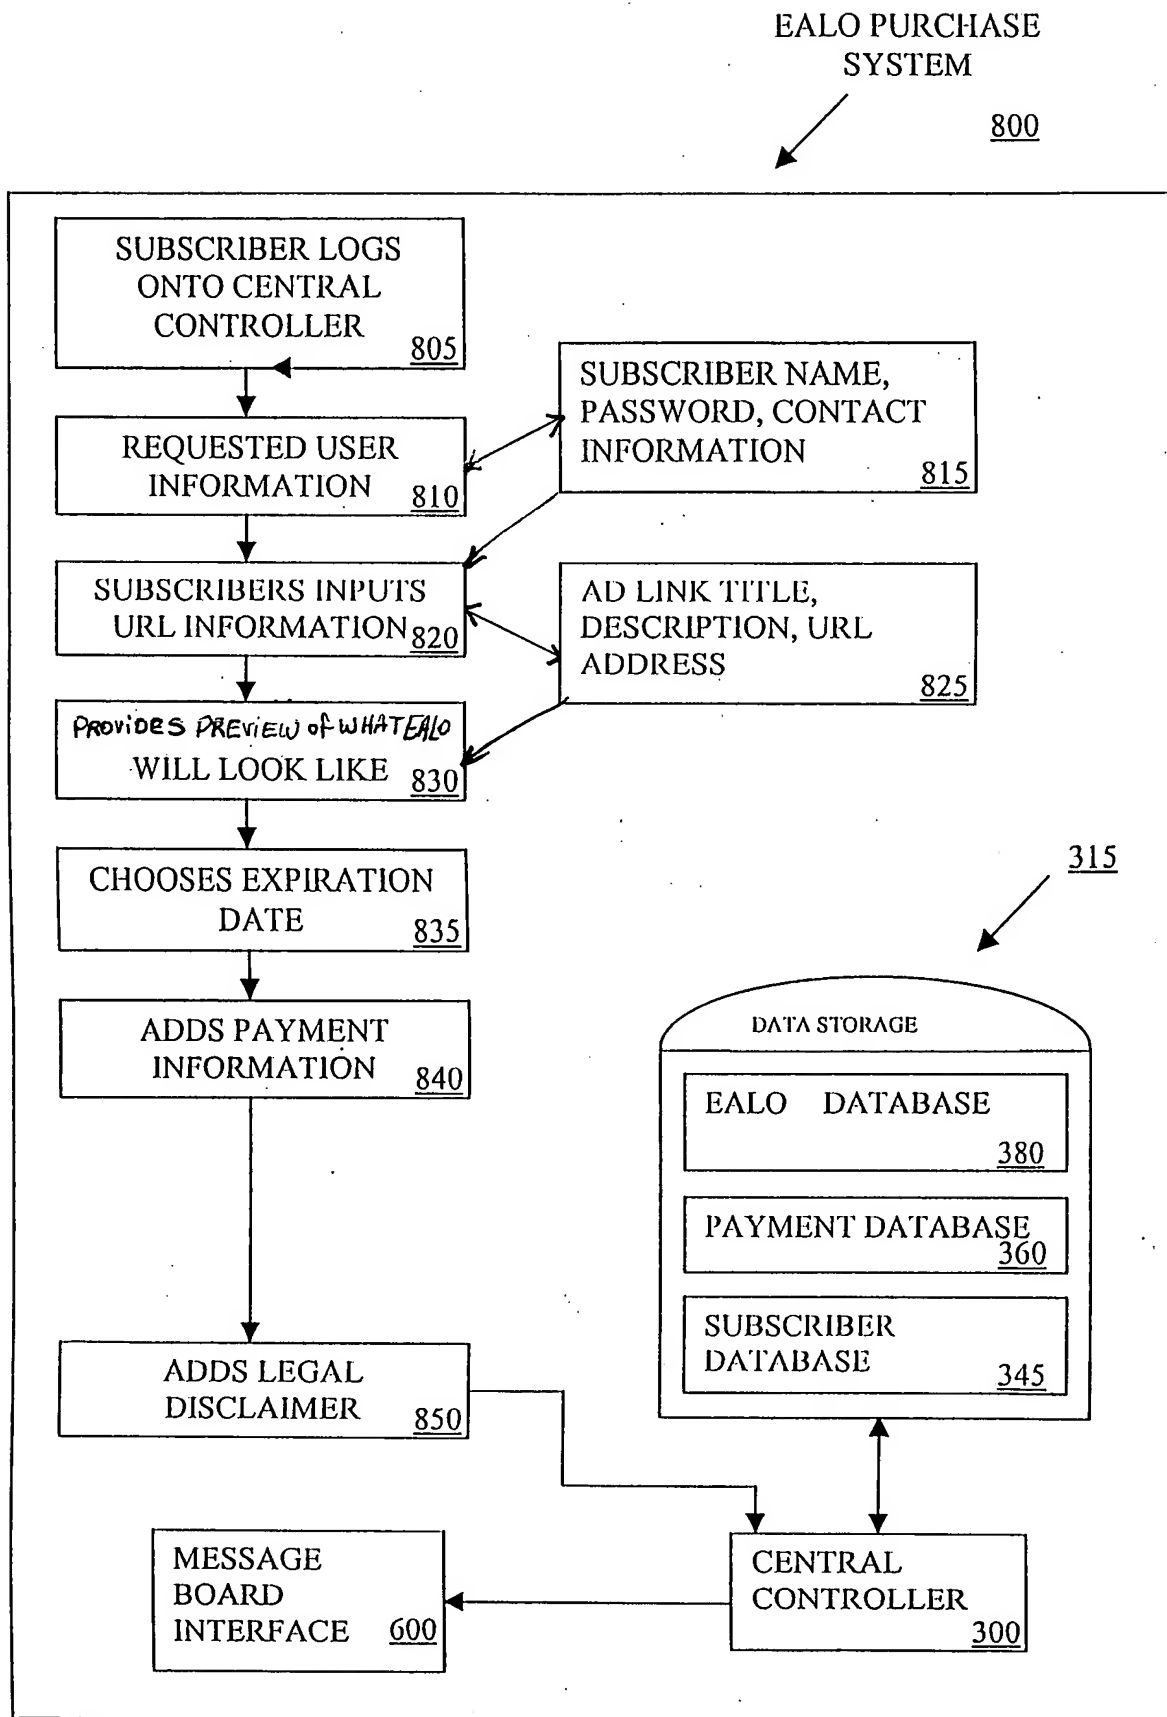 EALO PURCHASE
SYSTEM
800
SUBSCRIBER LOGS
ONTO CENTRAL
CONTROLLER
805
REQUESTED USER
INFORMATION
810
SUBSCRIBER NAME,
PASSWORD, CONTACT
INFORMATION
815
SUBSCRIBERS INPUTS
URL INFORMATION
820
AD LINK TITLE,
DESCRIPTION, URL
ADDRESS
825
PROVIDES PREVIEW of WHAT EALO
WILL LOOK LIKE
830
CHOOSES EXPIRATION
DATE
835
ADDS PAYMENT
INFORMATION
840
ADDS LEGAL
DISCLAIMER
850
315
DATA STORAGE
EALO DATABASE
380
PAYMENT DATABASE
360
SUBSCRIBER
DATABASE
345
MESSAGE
BOARD
INTERFACE
600
CENTRAL
CONTROLLER
300